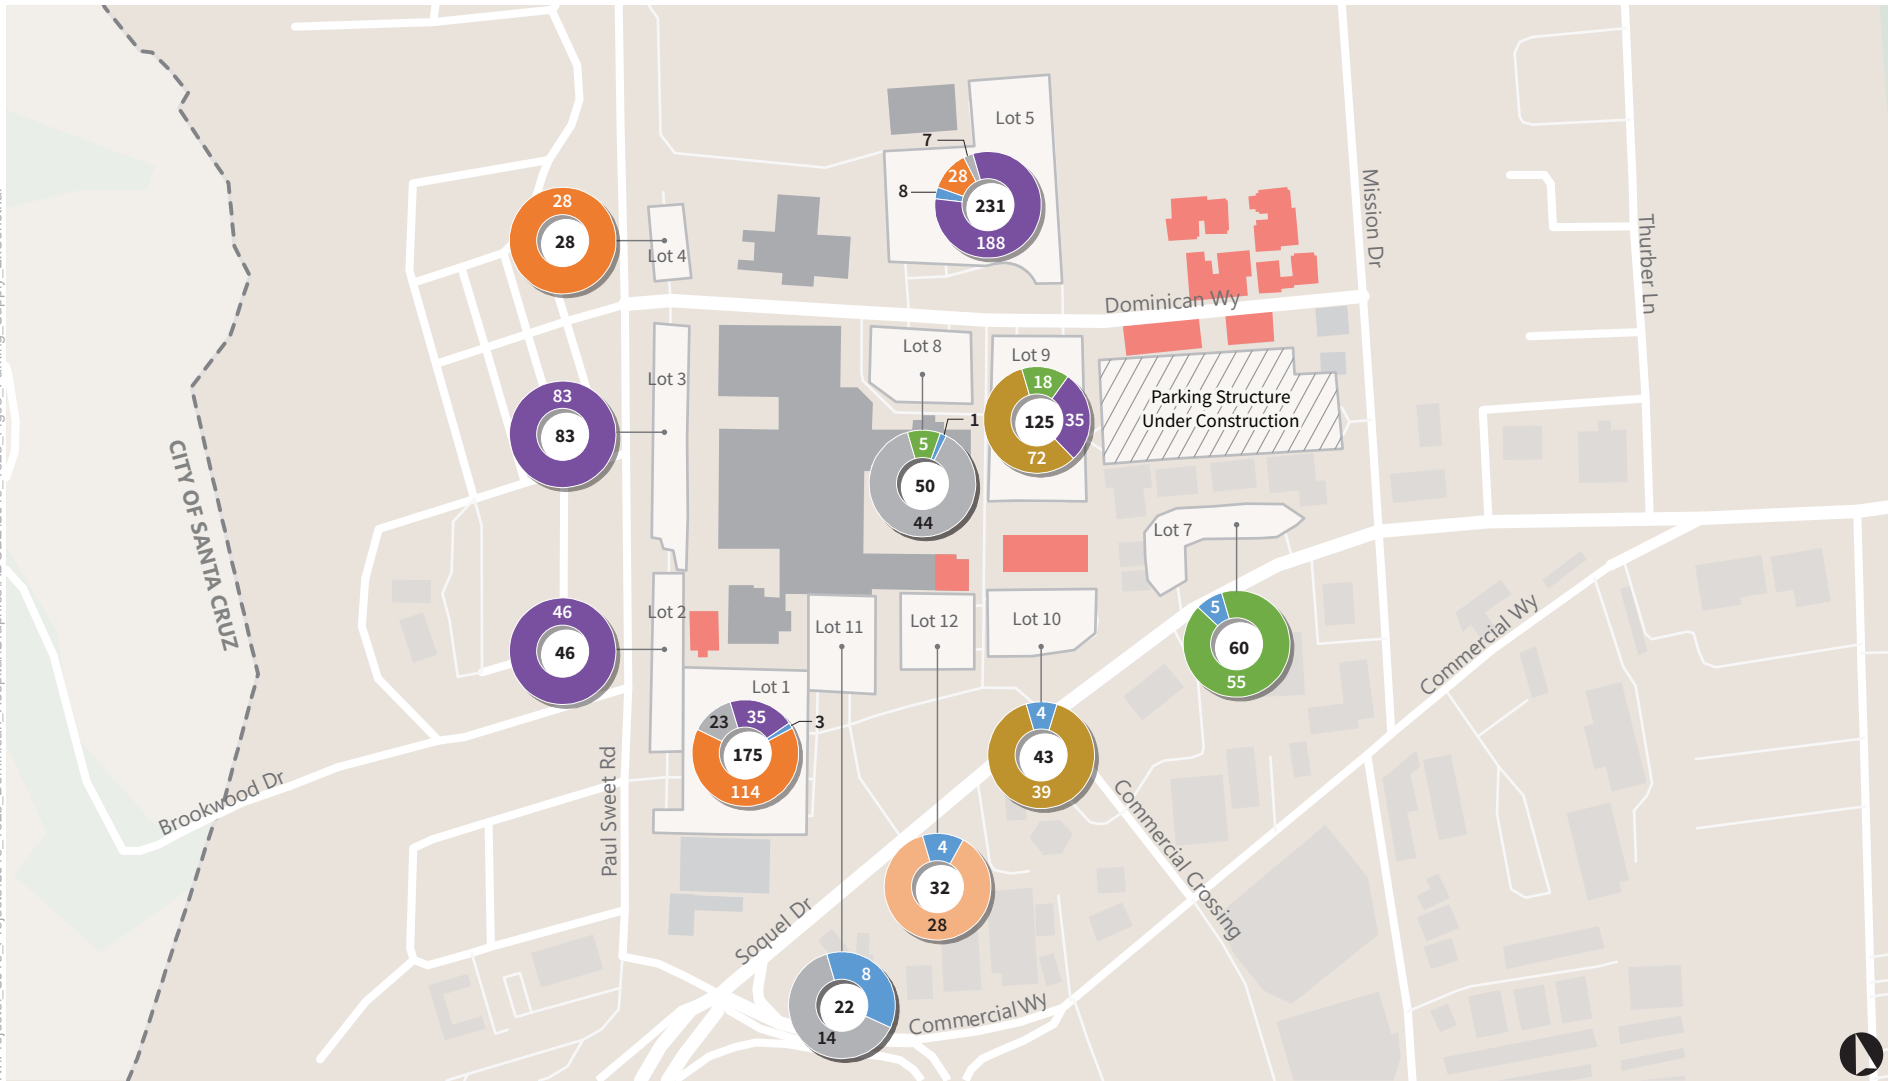 Lot 5
7
28
8
231
188
28
28
Lot 4
Mission Dr
Thurber Ln
Dominican Wy
Lot 3
83
83
Lot 8
Lot 9
18
125
35
72
Parking Structure
Under Construction
1
5
50
44
CITY OF SANTA CRUZ
Lot 7
Lot 2
46
46
Lot 11
Lot 12
Lot 10
5
60
55
Commercial Wy
Lot 1
23
35
3
175
114
4
43
39
Brookwood Dr
Paul Sweet Rd
Commercial Crossing
4
32
28
Soquel Dr
8
22
14
Commercial Wy